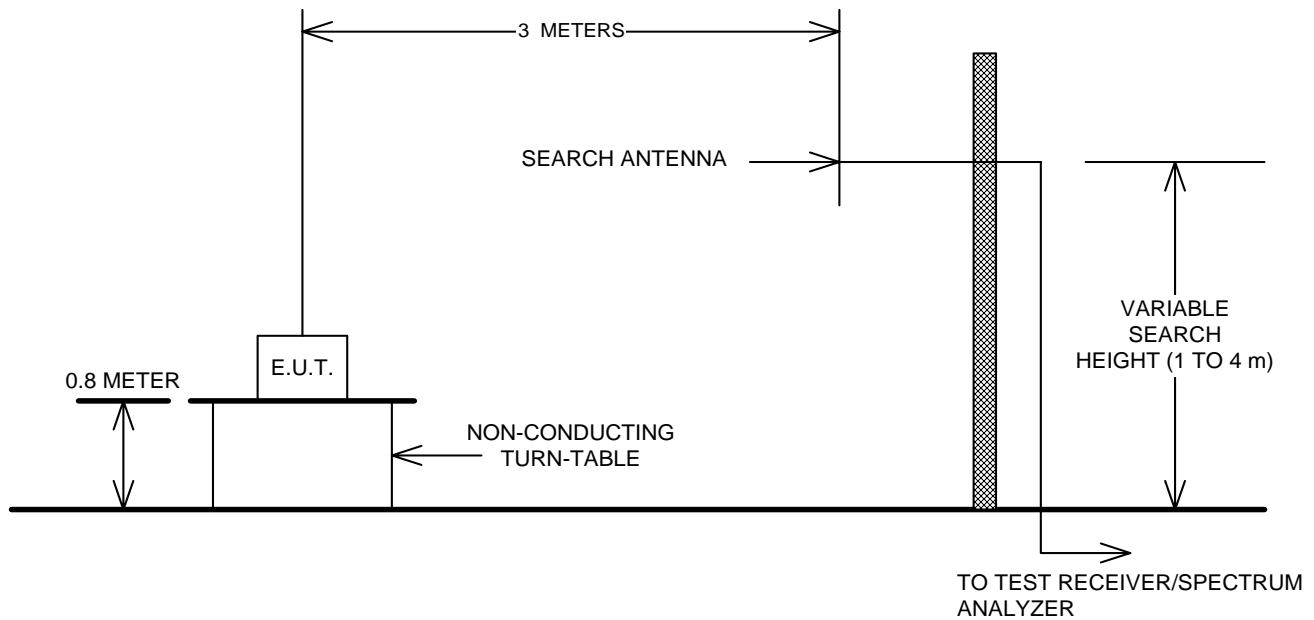 3 METERS
SEARCH ANTENNA
VARIABLE
SEARCH
HEIGHT (1 TO 4 m)
E.U.T.
0.8 METER
NON-CONDUCTING
TURN-TABLE
TO TEST RECEIVER/SPECTRUM
ANALYZER